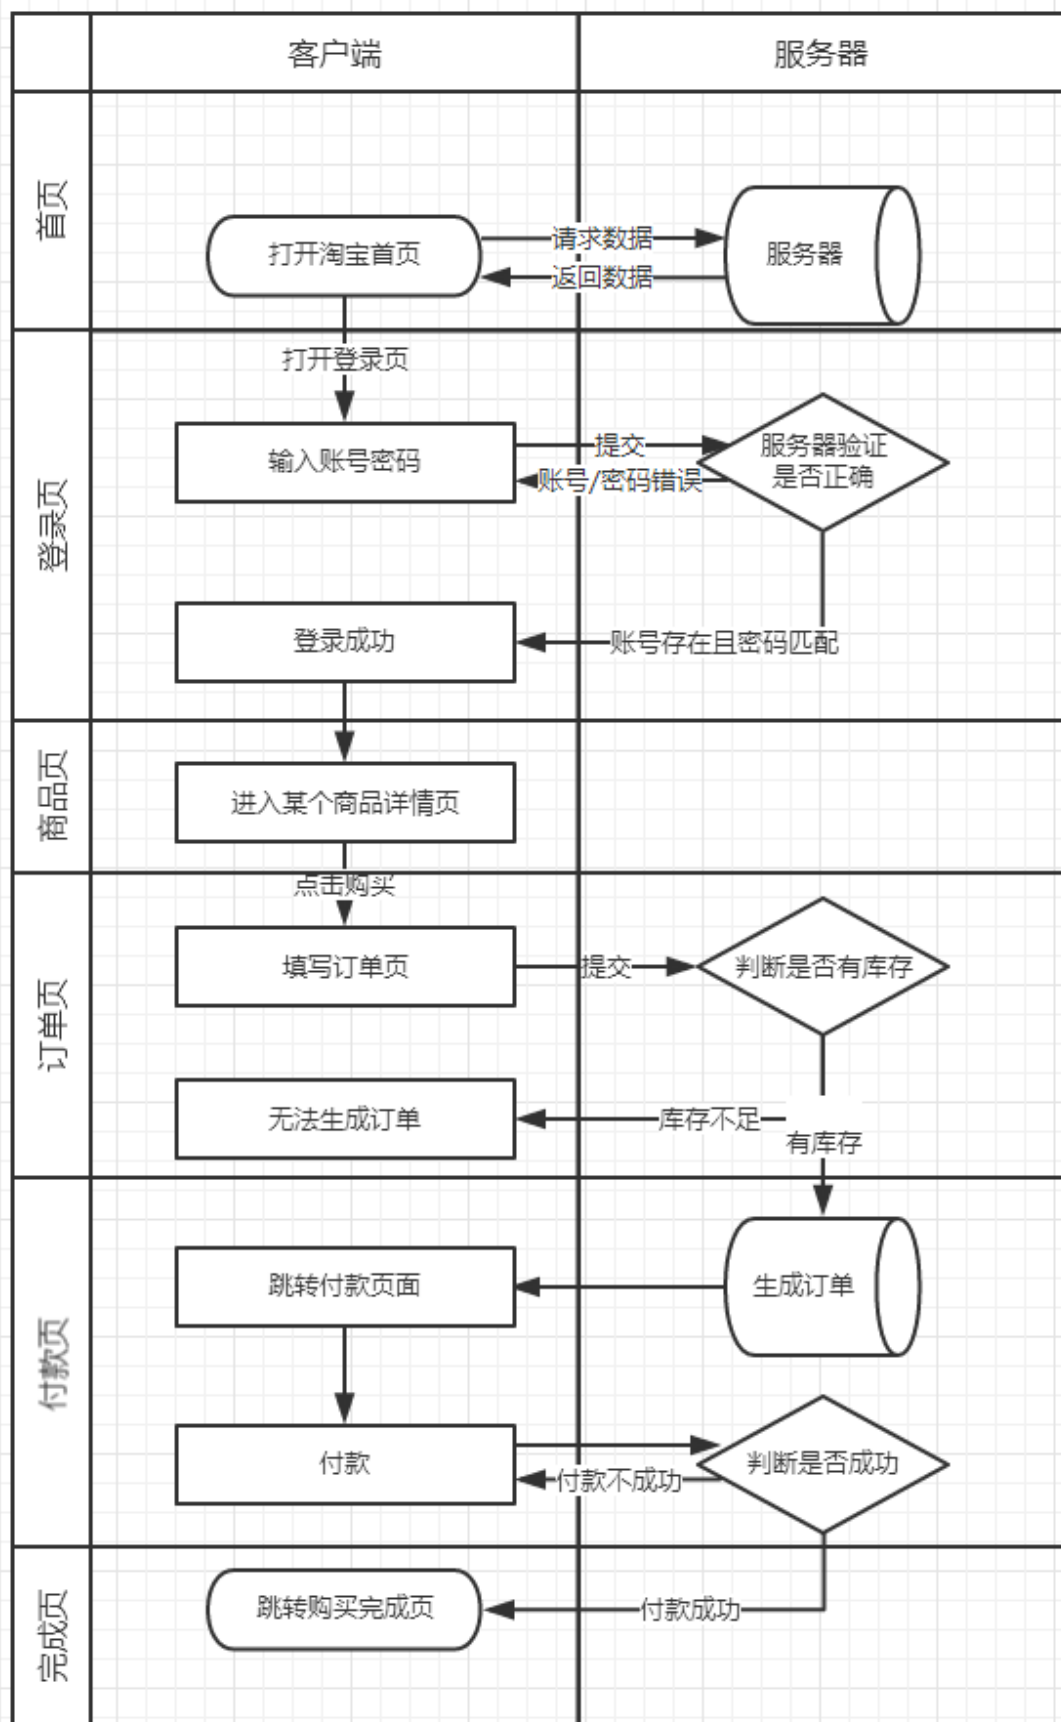 客户端
服务器
首页
打开淘宝首页
请求数据
返回数据
服务器
登录页
打开登录页
输入账号密码
提交
账号/密码错误
服务器验证
是否正确
登录成功
账号存在且密码匹配
商品页
进入某个商品详情页
订单页
点击购买
填写订单页
提交
判断是否有库存
无法生成订单
库存不足
有库存
付款页
跳转付款页面
生成订单
付款
付款不成功
判断是否成功
完成页
跳转购买完成页
付款成功